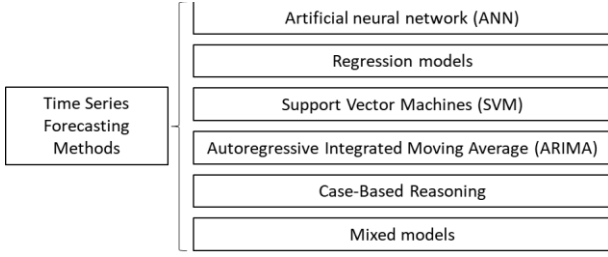 Time Series
Forecasting
Methods
Artificial neural network (ANN)
Regression models
Support Vector Machines (SVM)
Autoregressive Integrated Moving Average (ARIMA)
Case-Based Reasoning
Mixed models